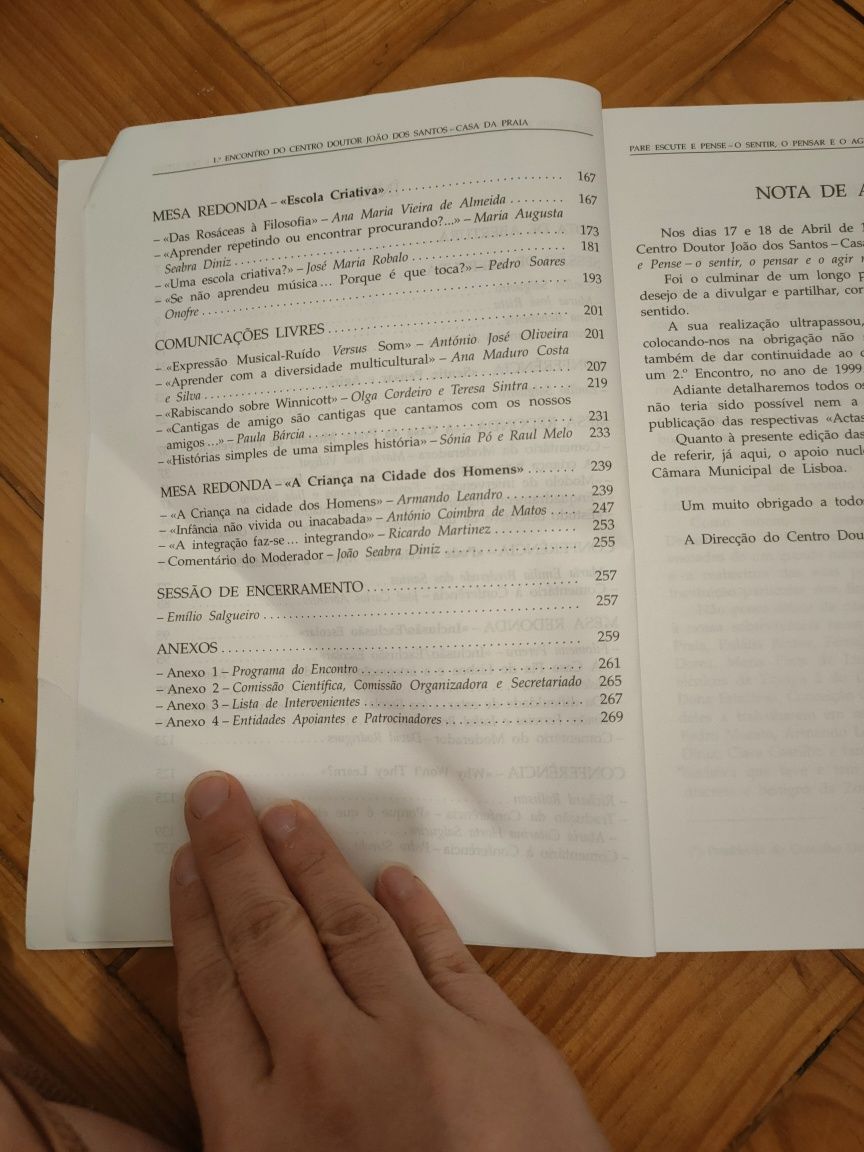 1.º ENCONTRO DO CENTRO DOUTOR JOÃO DOS SANTOS – CASA DA PRAIA
MESA REDONDA – «Escola Criativa» . . . . . . . . . . . . . . . . . . . . . . . . 167
– «Das Rosáceas à Filosofia» – Ana Maria Vieira de Almeida . . . . . . . . 167
– «Aprender repetindo ou encontrar procurando?...» – Maria Augusta
Seabra Diniz . . . . . . . . . . . . . . . . . . . . . . . . . . . . . . . . . . . . 173
– «Uma escola criativa?» – José Maria Robalo . . . . . . . . . . . . . . . . . 181
– «Se não aprendeu música... Porque é que toca?» – Pedro Soares
Onofre . . . . . . . . . . . . . . . . . . . . . . . . . . . . . . . . . . . . . . . . 193
COMUNICAÇÕES LIVRES . . . . . . . . . . . . . . . . . . . . . . . . . . . . . 201
– «Expressão Musical-Ruído Versus Som» – António José Oliveira 201
– «Aprender com a diversidade multicultural» – Ana Maduro Costa
e Silva . . . . . . . . . . . . . . . . . . . . . . . . . . . . . . . . . . . . . . . . 207
– «Rabiscando sobre Winnicott» – Olga Cordeiro e Teresa Sintra . . . . . . 219
– «Cantigas de amigo são cantigas que cantamos com os nossos
amigos...» – Paula Bárcia . . . . . . . . . . . . . . . . . . . . . . . . . . . . 231
– «Histórias simples de uma simples história» – Sónia Pó e Raul Melo 233
MESA REDONDA – «A Criança na Cidade dos Homens» . . . . . . . 239
– «A Criança na cidade dos Homens» – Armando Leandro . . . . . . . . . . 239
– «Infância não vivida ou inacabada» – António Coimbra de Matos . . . . 247
– «A integração faz-se... integrando» – Ricardo Martinez . . . . . . . . . . . 253
– Comentário do Moderador – João Seabra Diniz . . . . . . . . . . . . . . . . . 255
SESSÃO DE ENCERRAMENTO . . . . . . . . . . . . . . . . . . . . . . . . . . 257
– Emílio Salgueiro . . . . . . . . . . . . . . . . . . . . . . . . . . . . . . . . . . . 257
ANEXOS . . . . . . . . . . . . . . . . . . . . . . . . . . . . . . . . . . . . . . . . 259
– Anexo 1 – Programa do Encontro . . . . . . . . . . . . . . . . . . . . . . . . . 261
– Anexo 2 – Comissão Científica, Comissão Organizadora e Secretariado 265
– Anexo 3 – Lista de Intervenientes . . . . . . . . . . . . . . . . . . . . . . . . . 267
– Anexo 4 – Entidades Apoiantes e Patrocinadores . . . . . . . . . . . . . . . 269
PARE ESCUTE E PENSE – O SENTIR, O PENSAR E O AG
NOTA DE A
Nos dias 17 e 18 de Abril de 1
Centro Doutor João dos Santos – Cas
e Pense – o sentir, o pensar e o agir
Foi o culminar de um longo p
desejo de a divulgar e partilhar, cor
sentido.
A sua realização ultrapassou,
colocando-nos na obrigação não
também de dar continuidade ao
um 2.º Encontro, no ano de 1999.
Adiante detalharemos todos os
não teria sido possível nem a
publicação das respectivas «Actas
Quanto à presente edição das
de referir, já aqui, o apoio nucl
Câmara Municipal de Lisboa.
Um muito obrigado a todo
A Direcção do Centro Dou